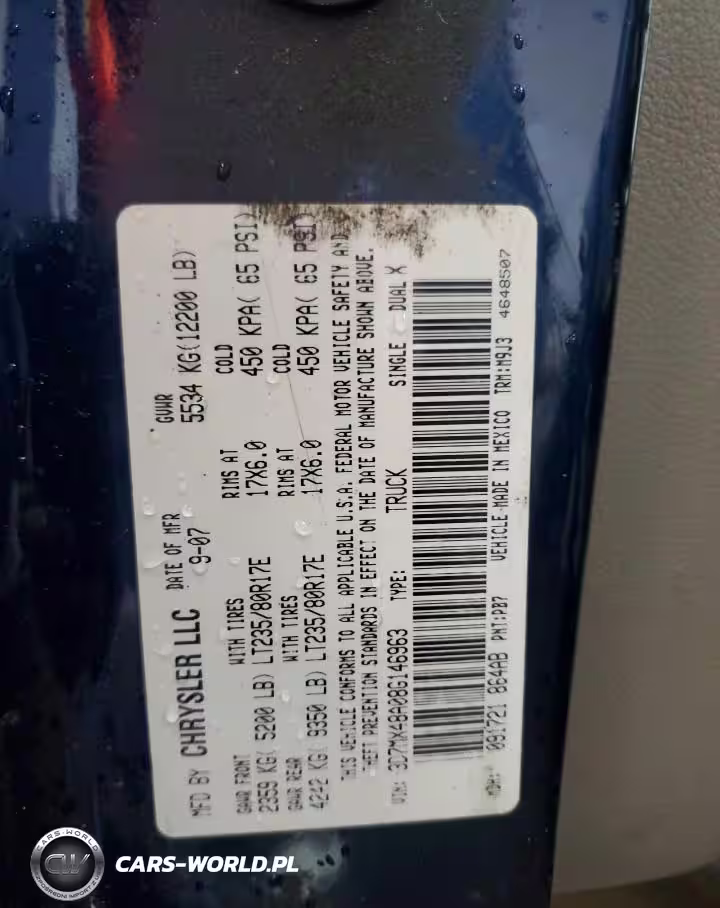 MFD BY CHRYSLER LLC DATE OF MFR GVWR
9-07 5534 KG(12200 LB)
GAWR FRONT WITH TIRES RIMS AT COLD
2359 KG( 5200 LB) LT235/80R17E 17X6.0 450 KPA( 65 PSI)
GAWR REAR WITH TIRES RIMS AT COLD
4242 KG( 9350 LB) LT235/80R17E 17X6.0 450 KPA( 65 PSI)
THIS VEHICLE CONFORMS TO ALL APPLICABLE U.S.A. FEDERAL MOTOR VEHICLE SAFETY AND
THEFT PREVENTION STANDARDS IN EFFECT ON THE DATE OF MANUFACTURE SHOWN ABOVE.
VIN: 3D7MX48A08G146963 TYPE: TRUCK SINGLE DUAL X
MDH: 091721 864AB PNT:PB7 VEHICLE MADE IN MEXICO TRM:M9J3 4648507
CARS-WORLD
CW
CARS-WORLD.PL